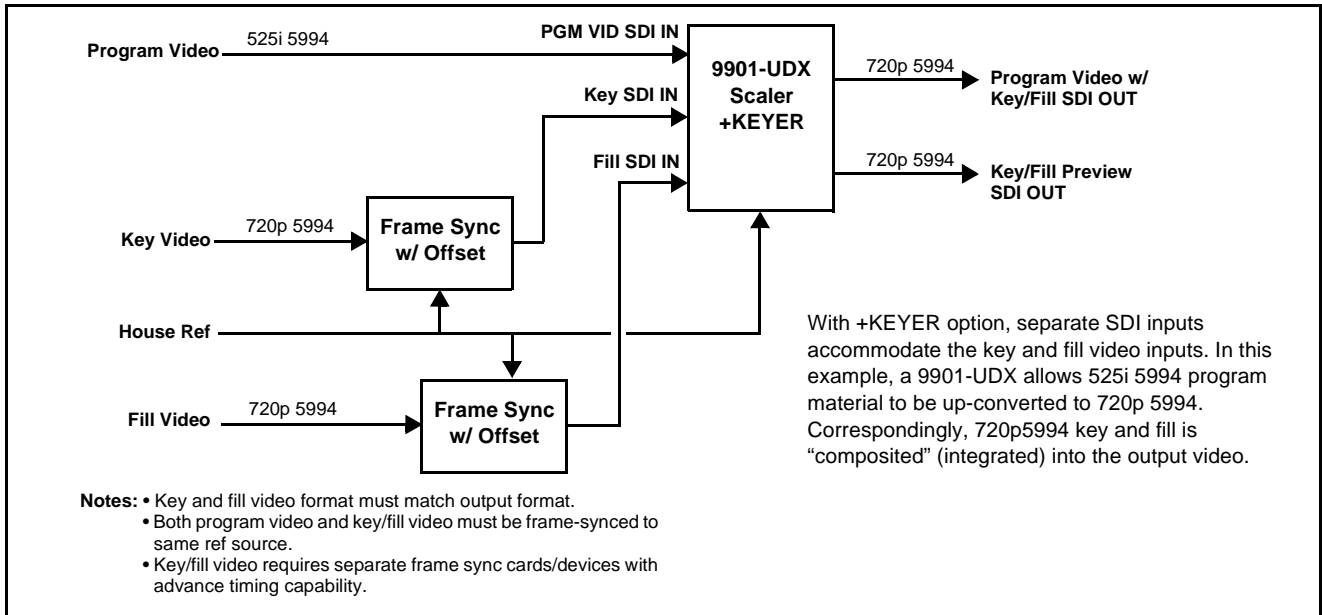 Program Video
525i 5994
PGM VID SDI IN
Key SDI IN
Fill SDI IN
9901-UDX
Scaler
+KEYER
720p 5994
Program Video w/
Key/Fill SDI OUT
720p 5994
Key/Fill Preview
SDI OUT
Key Video
720p 5994
Frame Sync
w/ Offset
House Ref
Fill Video
720p 5994
Frame Sync
w/ Offset
With +KEYER option, separate SDI inputs
accommodate the key and fill video inputs. In this
example, a 9901-UDX allows 525i 5994 program
material to be up-converted to 720p 5994.
Correspondingly, 720p5994 key and fill is
“composited” (integrated) into the output video.
Notes: • Key and fill video format must match output format.
• Both program video and key/fill video must be frame-synced to
same ref source.
• Key/fill video requires separate frame sync cards/devices with
advance timing capability.